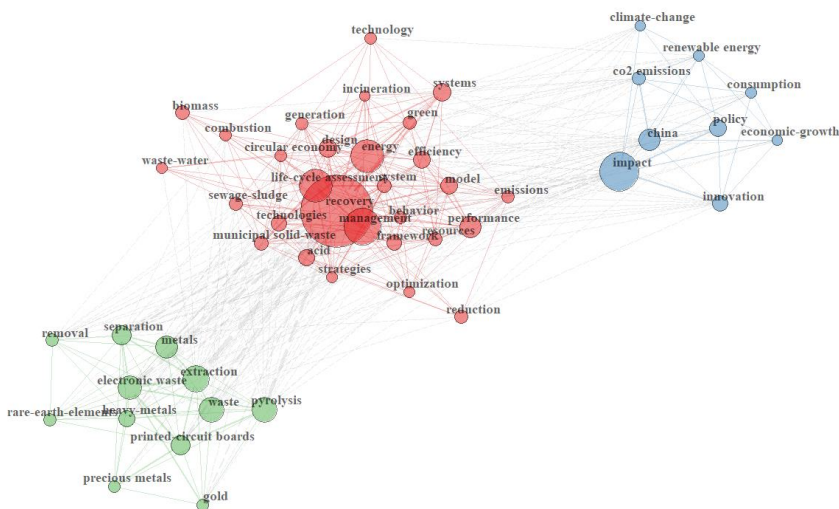 climate-change
technology
renewable energy
co2 emissions
systems
consumption
incineration
biomass
generation
green
policy
combustion
china
economic-growth
design
circular economy
energy
efficiency
waste-water
impact
life-cycle assessment
system
model
emissions
innovation
sewage-sludge
recovery
technologies
management
behavior
performance
municipal solid-waste
framework
resources
acid
strategies
optimization
reduction
removal
separation
metals
extraction
electronic waste
waste
pyrolysis
rare-earth-elements
heavy-metals
printed-circuit boards
precious metals
gold